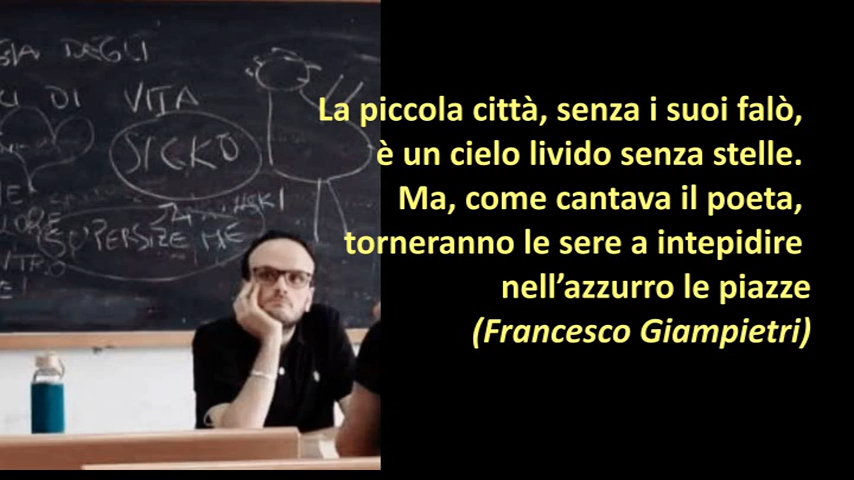 DEGLI
DI VITA
SICKO
La piccola città, senza i suoi falò,
è un cielo livido senza stelle.
Ma, come cantava il poeta,
torneranno le sere a intepidire
nell’azzurro le piazze
(Francesco Giampietri)